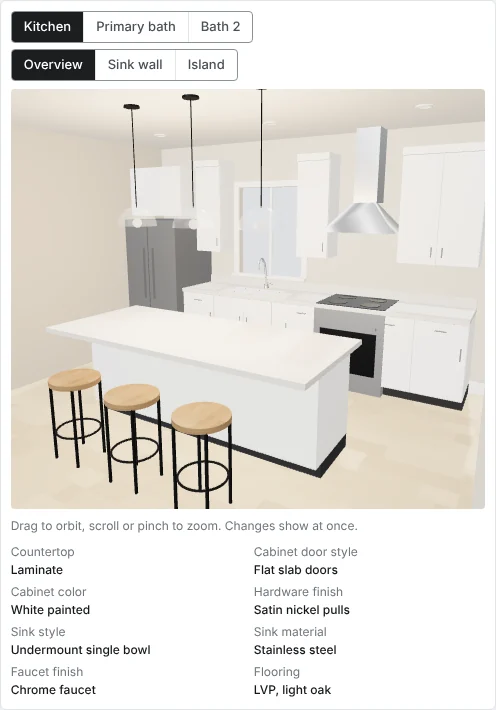 Kitchen Primary bath Bath 2
Overview Sink wall Island
Drag to orbit, scroll or pinch to zoom. Changes show at once.
Countertop
Laminate
Cabinet door style
Flat slab doors
Cabinet color
White painted
Hardware finish
Satin nickel pulls
Sink style
Undermount single bowl
Sink material
Stainless steel
Faucet finish
Chrome faucet
Flooring
LVP, light oak